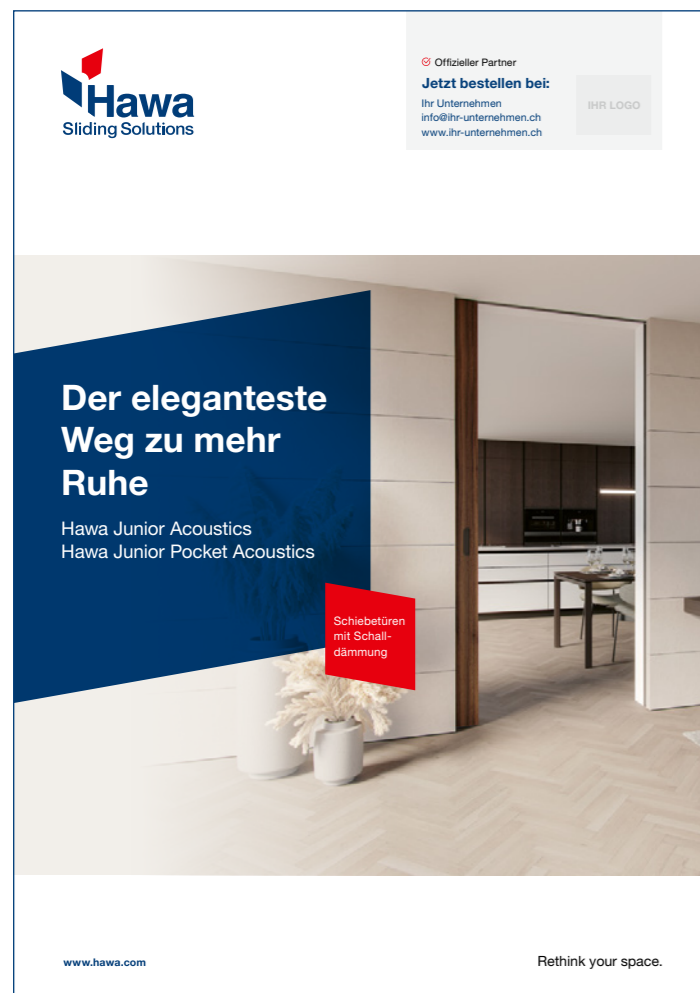 Hawa
Sliding Solutions
Offizieller Partner
Jetzt bestellen bei:
Ihr Unternehmen
info@ihr-unternehmen.ch
www.ihr-unternehmen.ch
IHR LOGO
Der eleganteste
Weg zu mehr
Ruhe
Hawa Junior Acoustics
Hawa Junior Pocket Acoustics
Schiebetüren
mit Schall-
dämmung
www.hawa.com
Rethink your space.